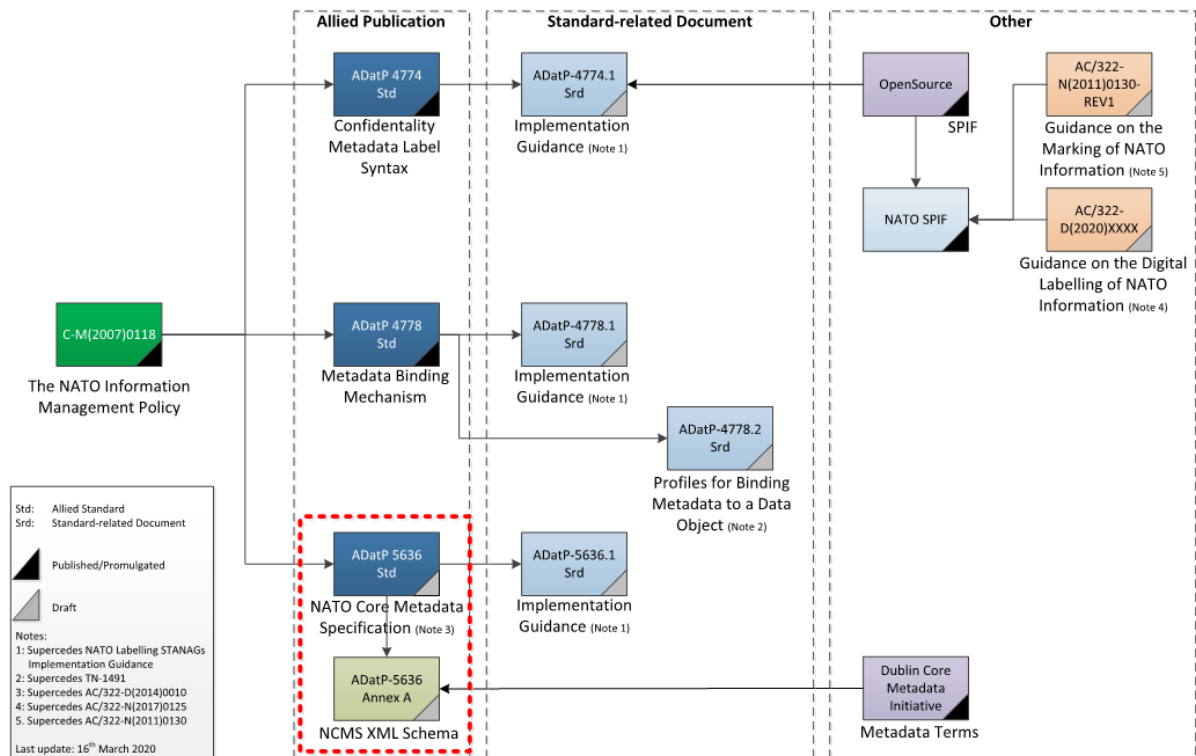 Allied Publication
Standard-related Document
Other
ADatP 4774
Std
Confidentality
Metadata Label
Syntax
ADatP-4774.1
Srd
Implementation
Guidance (Note 1)
OpenSource
SPIF
AC/322-
N(2011)0130-
REV1
Guidance on the
Marking of NATO
Information (Note 5)
NATO SPIF
AC/322-
D(2020)XXXX
Guidance on the Digital
Labelling of NATO
Information (Note 4)
C-M(2007)0118
The NATO Information
Management Policy
ADatP 4778
Std
Metadata Binding
Mechanism
ADatP-4778.1
Srd
Implementation
Guidance (Note 1)
ADatP-4778.2
Srd
Profiles for Binding
Metadata to a Data
Object (Note 2)
ADatP 5636
Std
NATO Core Metadata
Specification (Note 3)
ADatP-5636.1
Srd
Implementation
Guidance (Note 1)
ADatP-5636
Annex A
NCMS XML Schema
Dublin Core
Metadata
Initiative
Metadata Terms
Std: Allied Standard
Srd: Standard-related Document
Published/Promulgated
Draft
Notes:
1: Supercedes NATO Labelling STANAGs
Implementation Guidance
2: Supercedes TN-1491
3: Supercedes AC/322-D(2014)0010
4: Supercedes AC/322-N(2017)0125
5. Supercedes AC/322-N(2011)0130
Last update: 16th March 2020